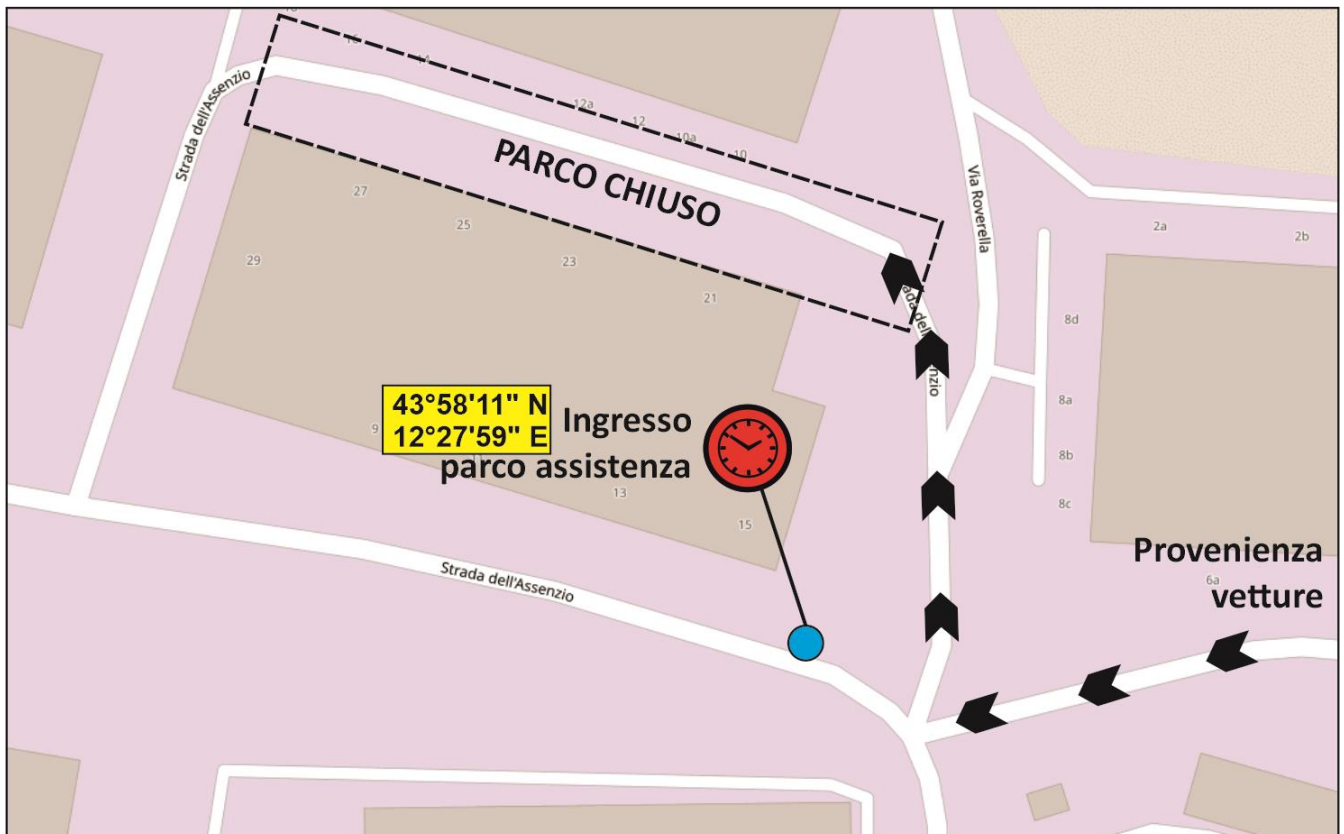 16
14
12a
12
10a
10
Strada dell'Assenzio
PARCO CHIUSO
27
25
23
21
29
Via Roverella
2a
2b
8d
8a
8b
8c
43°58'11" N
12°27'59" E
Ingresso
parco assistenza
9
13
15
Strada dell'Assenzio
Provenienza
vetture
6a